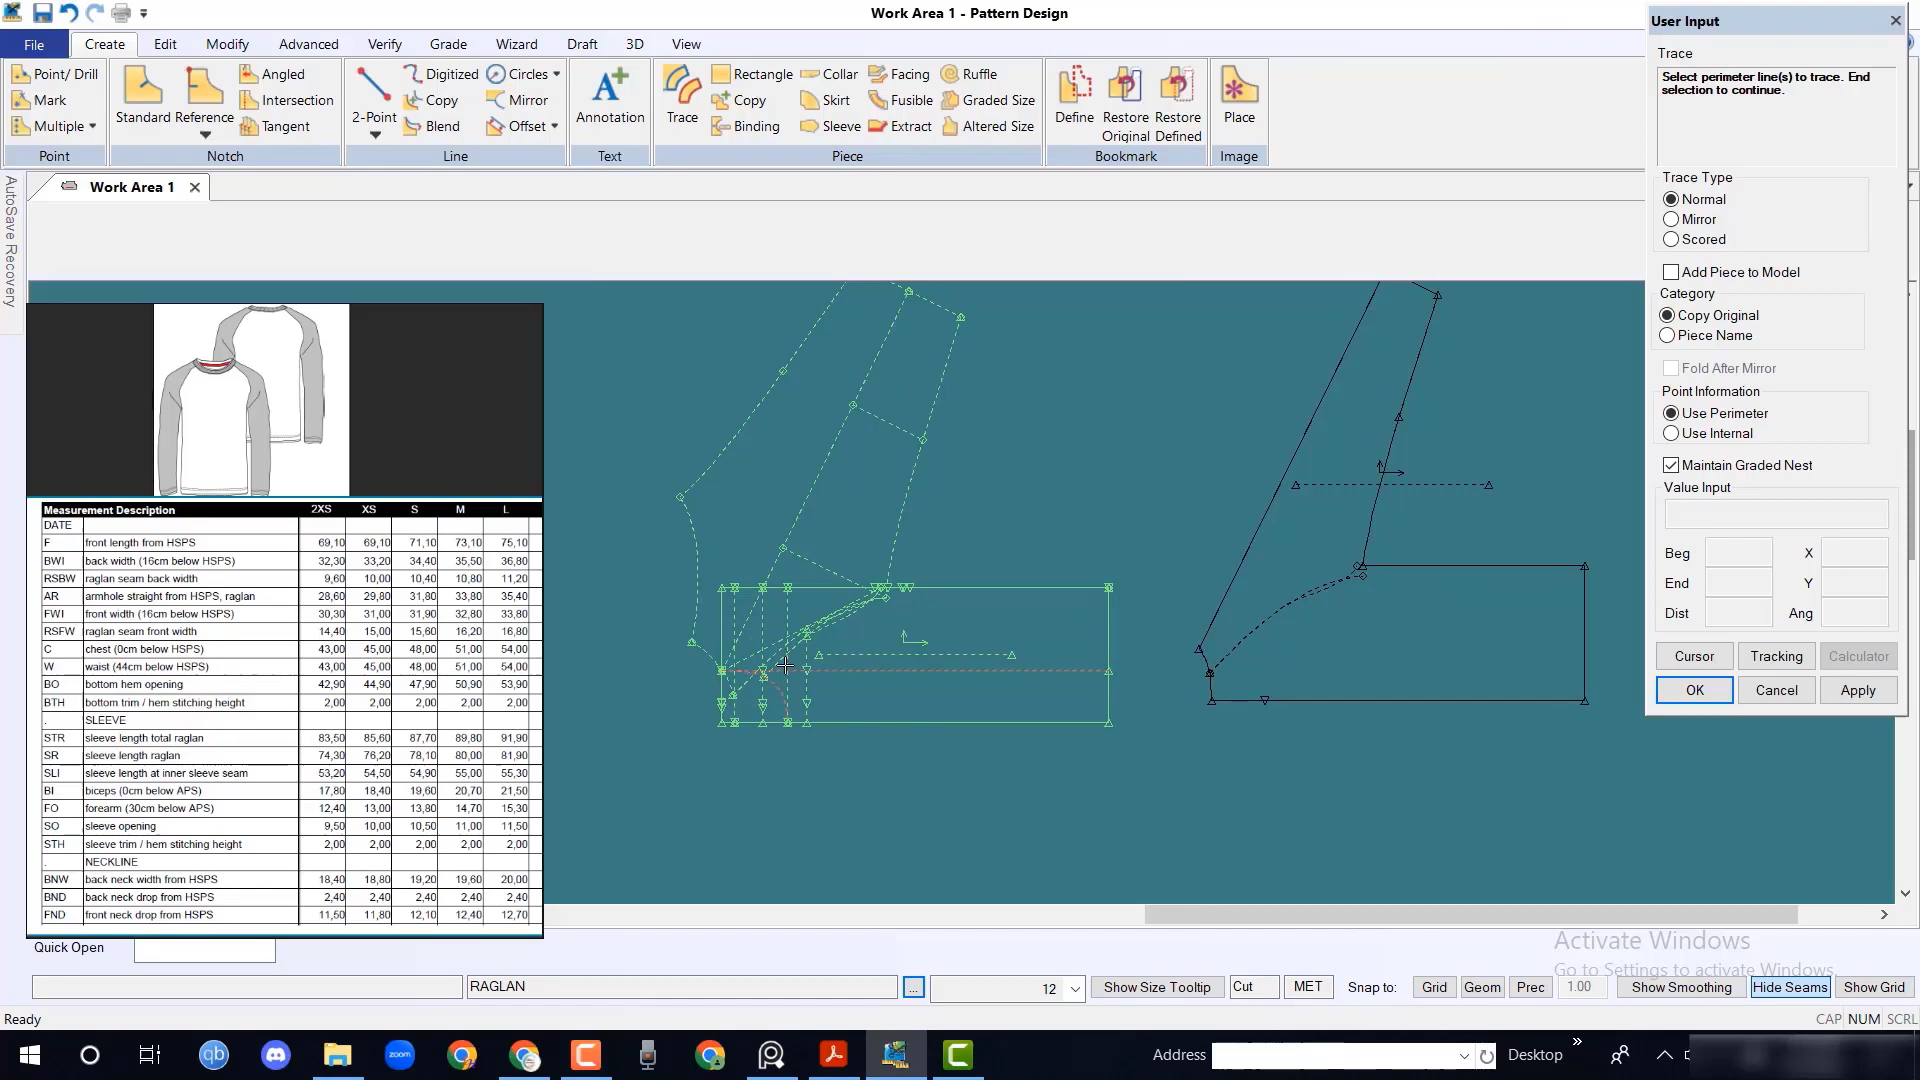 Work Area 1 - Pattern Design
File Create Edit Modify Advanced Verify Grade Wizard Draft 3D View
Point/ Drill
Mark
Multiple
Point
Standard Reference
Angled
Intersection
Tangent
Notch
2-Point
Digitized Circles
Copy Mirror
Blend Offset
Line
Annotation
Text
Trace
Rectangle Collar Facing Ruffle
Copy Skirt Fusible Graded Size
Binding Sleeve Extract Altered Size
Piece
Define Restore Original Restore Defined
Bookmark
Place
Image
AutoSave Recovery
Work Area 1
Measurement Description 2XS XS S M L
DATE
F front length from HSPS 69,10 69,10 71,10 73,10 75,10
BWI back width (16cm below HSPS) 32,30 33,20 34,40 35,50 36,80
RSBW raglan seam back width 9,60 10,00 10,40 10,80 11,20
AR armhole straight from HSPS, raglan 28,60 29,80 31,80 33,80 35,40
FWI front width (16cm below HSPS) 30,30 31,00 31,90 32,80 33,80
RSFW raglan seam front width 14,40 15,00 15,60 16,20 16,80
C chest (0cm below HSPS) 43,00 45,00 48,00 51,00 54,00
W waist (44cm below HSPS) 43,00 45,00 48,00 51,00 54,00
BO bottom hem opening 42,90 44,90 47,90 50,90 53,90
BTH bottom trim / hem stitching height 2,00 2,00 2,00 2,00 2,00
. SLEEVE
STR sleeve length total raglan 83,50 85,60 87,70 89,80 91,90
SR sleeve length raglan 74,30 76,20 78,10 80,00 81,90
SLI sleeve length at inner sleeve seam 53,20 54,50 54,90 55,00 55,30
BI biceps (0cm below APS) 17,80 18,40 19,60 20,70 21,50
FO forearm (30cm below APS) 12,40 13,00 13,80 14,70 15,30
SO sleeve opening 9,50 10,00 10,50 11,00 11,50
STH sleeve trim / hem stitching height 2,00 2,00 2,00 2,00 2,00
. NECKLINE
BNW back neck width from HSPS 18,40 18,80 19,20 19,60 20,00
BND back neck drop from HSPS 2,40 2,40 2,40 2,40 2,40
FND front neck drop from HSPS 11,50 11,80 12,10 12,40 12,70
User Input
Trace
Select perimeter line(s) to trace. End
selection to continue.
Trace Type
Normal
Mirror
Scored
Add Piece to Model
Category
Copy Original
Piece Name
Fold After Mirror
Point Information
Use Perimeter
Use Internal
Maintain Graded Nest
Value Input
Beg X
End Y
Dist Ang
Cursor Tracking Calculator
OK Cancel Apply
Activate Windows
Go to Settings to activate Windows.
Quick Open
RAGLAN ... 12 Show Size Tooltip Cut MET Snap to: Grid Geom Prec 1.00 Show Smoothing Hide Seams Show Grid
Ready CAP NUM SCRL
qb zoom Address Desktop